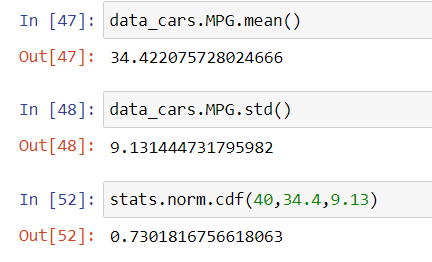 In [47]: data_cars.MPG.mean()
Out[47]: 34.422075728024666
In [48]: data_cars.MPG.std()
Out[48]: 9.131444731795982
In [52]: stats.norm.cdf(40,34.4,9.13)
Out[52]: 0.7301816756618063